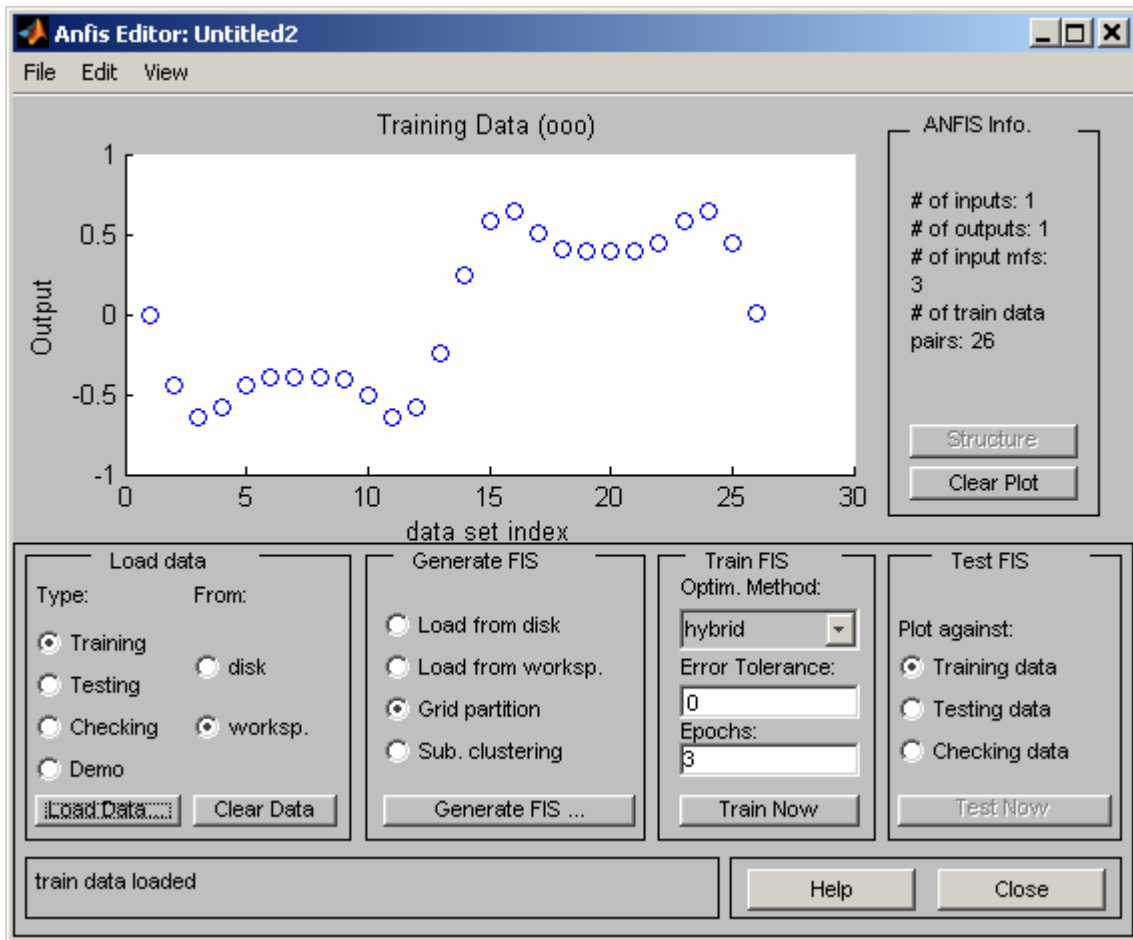 Anfis Editor: Untitled2
File Edit View
Training Data (ooo)
1
0.5
0
-0.5
-1
Output
0 5 10 15 20 25 30
data set index
ANFIS Info.
# of inputs: 1
# of outputs: 1
# of input mfs:
3
# of train data
pairs: 26
Structure
Clear Plot
Load data
Type: From:
Training
Testing
Checking
Demo
disk
worksp.
Load Data...
Clear Data
Generate FIS
Load from disk
Load from worksp.
Grid partition
Sub. clustering
Generate FIS ...
Train FIS
Optim. Method:
hybrid
Error Tolerance:
0
Epochs:
3
Train Now
Test FIS
Plot against:
Training data
Testing data
Checking data
Test Now
train data loaded
Help
Close